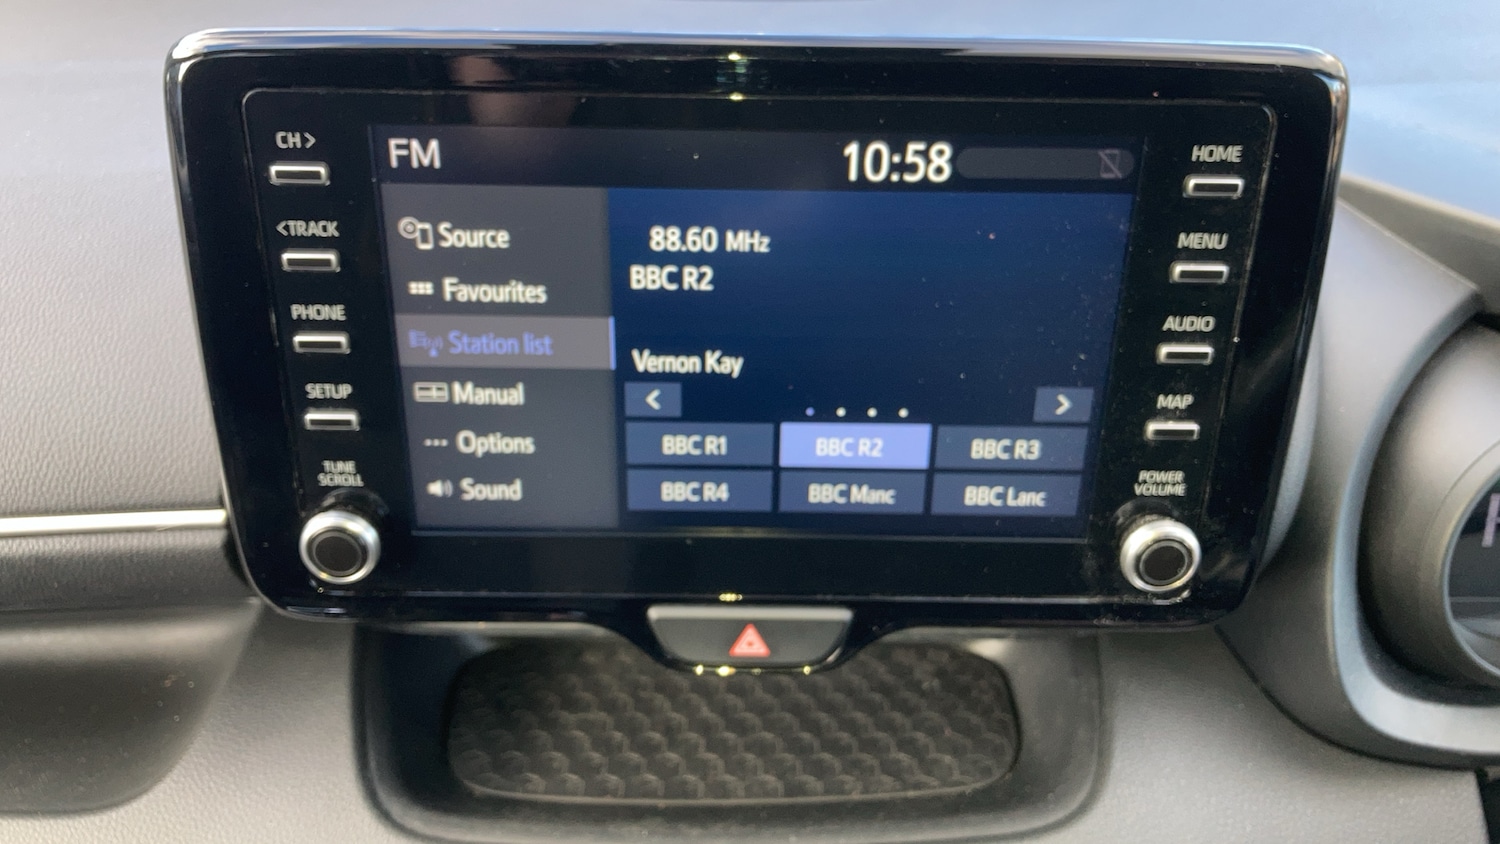 CH>
<TRACK
PHONE
SETUP
TUNE
SCROLL
FM
10:58
Source
Favourites
Station list
Manual
Options
Sound
88.60 MHz
BBC R2
Vernon Kay
<
>
BBC R1
BBC R2
BBC R3
BBC R4
BBC Manc
BBC Lanc
HOME
MENU
AUDIO
MAP
POWER
VOLUME